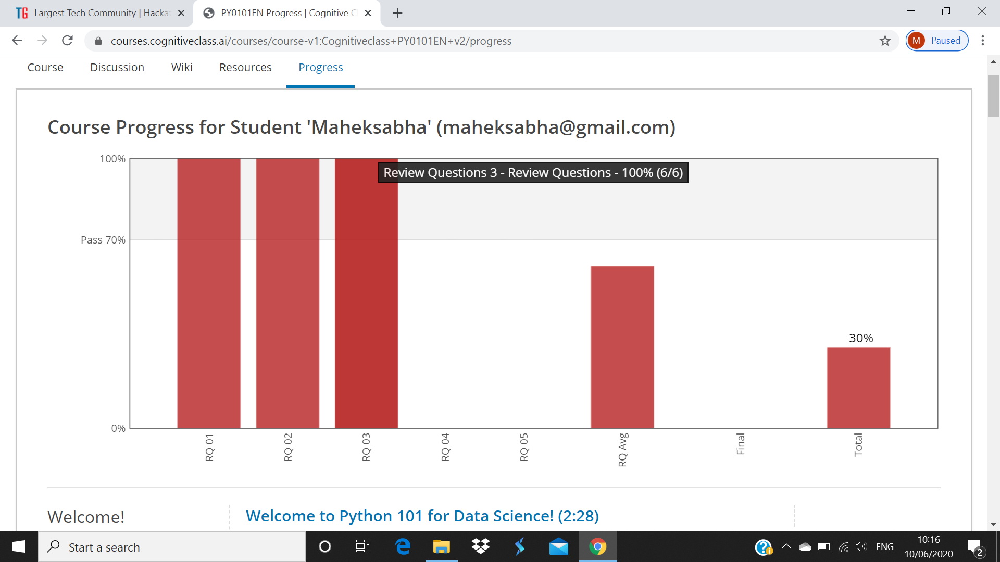 TG Largest Tech Community | Hacka
PY0101EN Progress | Cognitive C
courses.cognitiveclass.ai/courses/course-v1:Cognitiveclass+PY0101EN+v2/progress
M Paused
Course Discussion Wiki Resources Progress
Course Progress for Student 'Maheksabha' (maheksabha@gmail.com)
100%
Review Questions 3 - Review Questions - 100% (6/6)
Pass 70%
30%
0%
RQ 01
RQ 02
RQ 03
RQ 04
RQ 05
RQ Avg
Final
Total
Welcome!
Welcome to Python 101 for Data Science! (2:28)
Start a search
ENG
10:16
10/06/2020
2